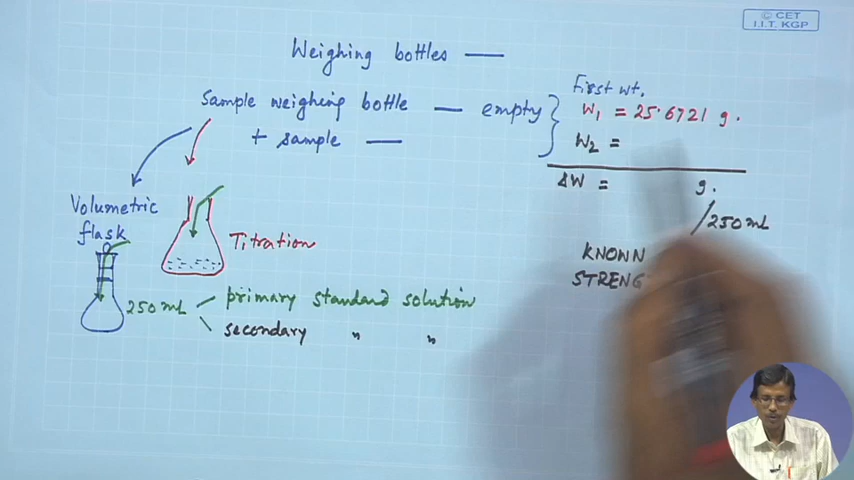 © CET
I.I.T. KGP
Weighing bottles —
Sample weighing bottle — empty
+ sample —
First wt.
W₁ = 25.6721 g.
W₂ =
ΔW = g.
/250 mL
KNOWN
Volumetric
flask
Titration
250 mL
primary standard solution
secondary " "